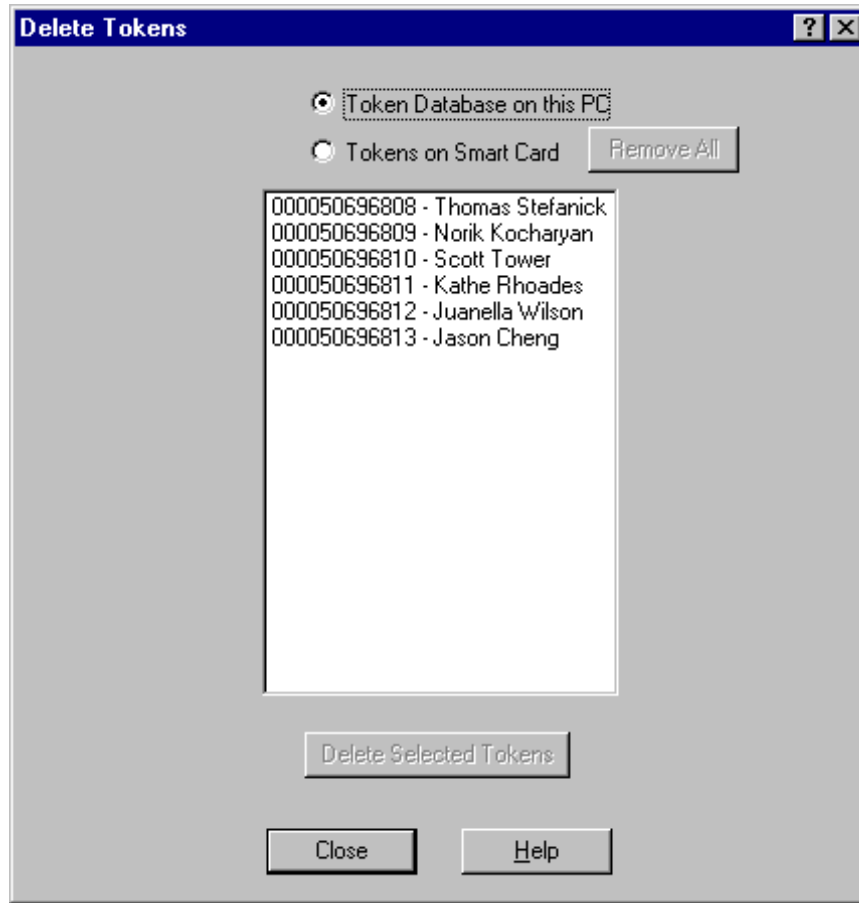 Delete Tokens
Token Database on this PC
Tokens on Smart Card Remove All
000050696808 - Thomas Stefanick
000050696809 - Norik Kocharyan
000050696810 - Scott Tower
000050696811 - Kathe Rhoades
000050696812 - Juanella Wilson
000050696813 - Jason Cheng
Delete Selected Tokens
Close Help